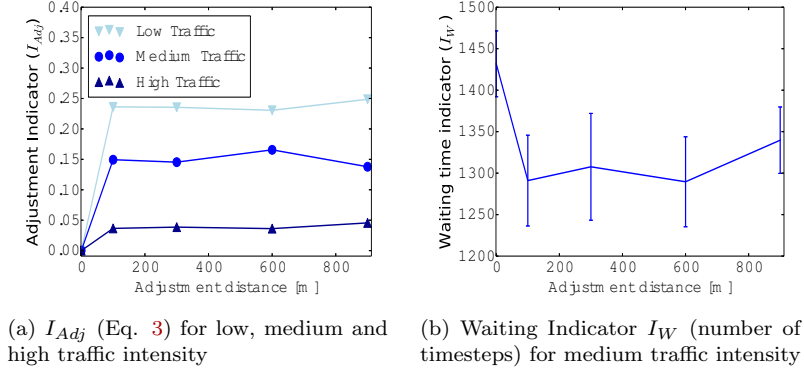 Adjustment Indicator (I_Adj)
0.40
0.35
0.30
0.25
0.20
0.15
0.10
0.05
0.00
Low Traffic
Medium Traffic
High Traffic
0
200
400
600
800
Adjustment distance [m]
Waiting time indicator (I_W)
1500
1450
1400
1350
1300
1250
1200
0
200
400
600
800
Adjustment distance [m]
(a) I_Adj (Eq. 3) for low, medium and
high traffic intensity
(b) Waiting Indicator I_W (number of
timesteps) for medium traffic intensity